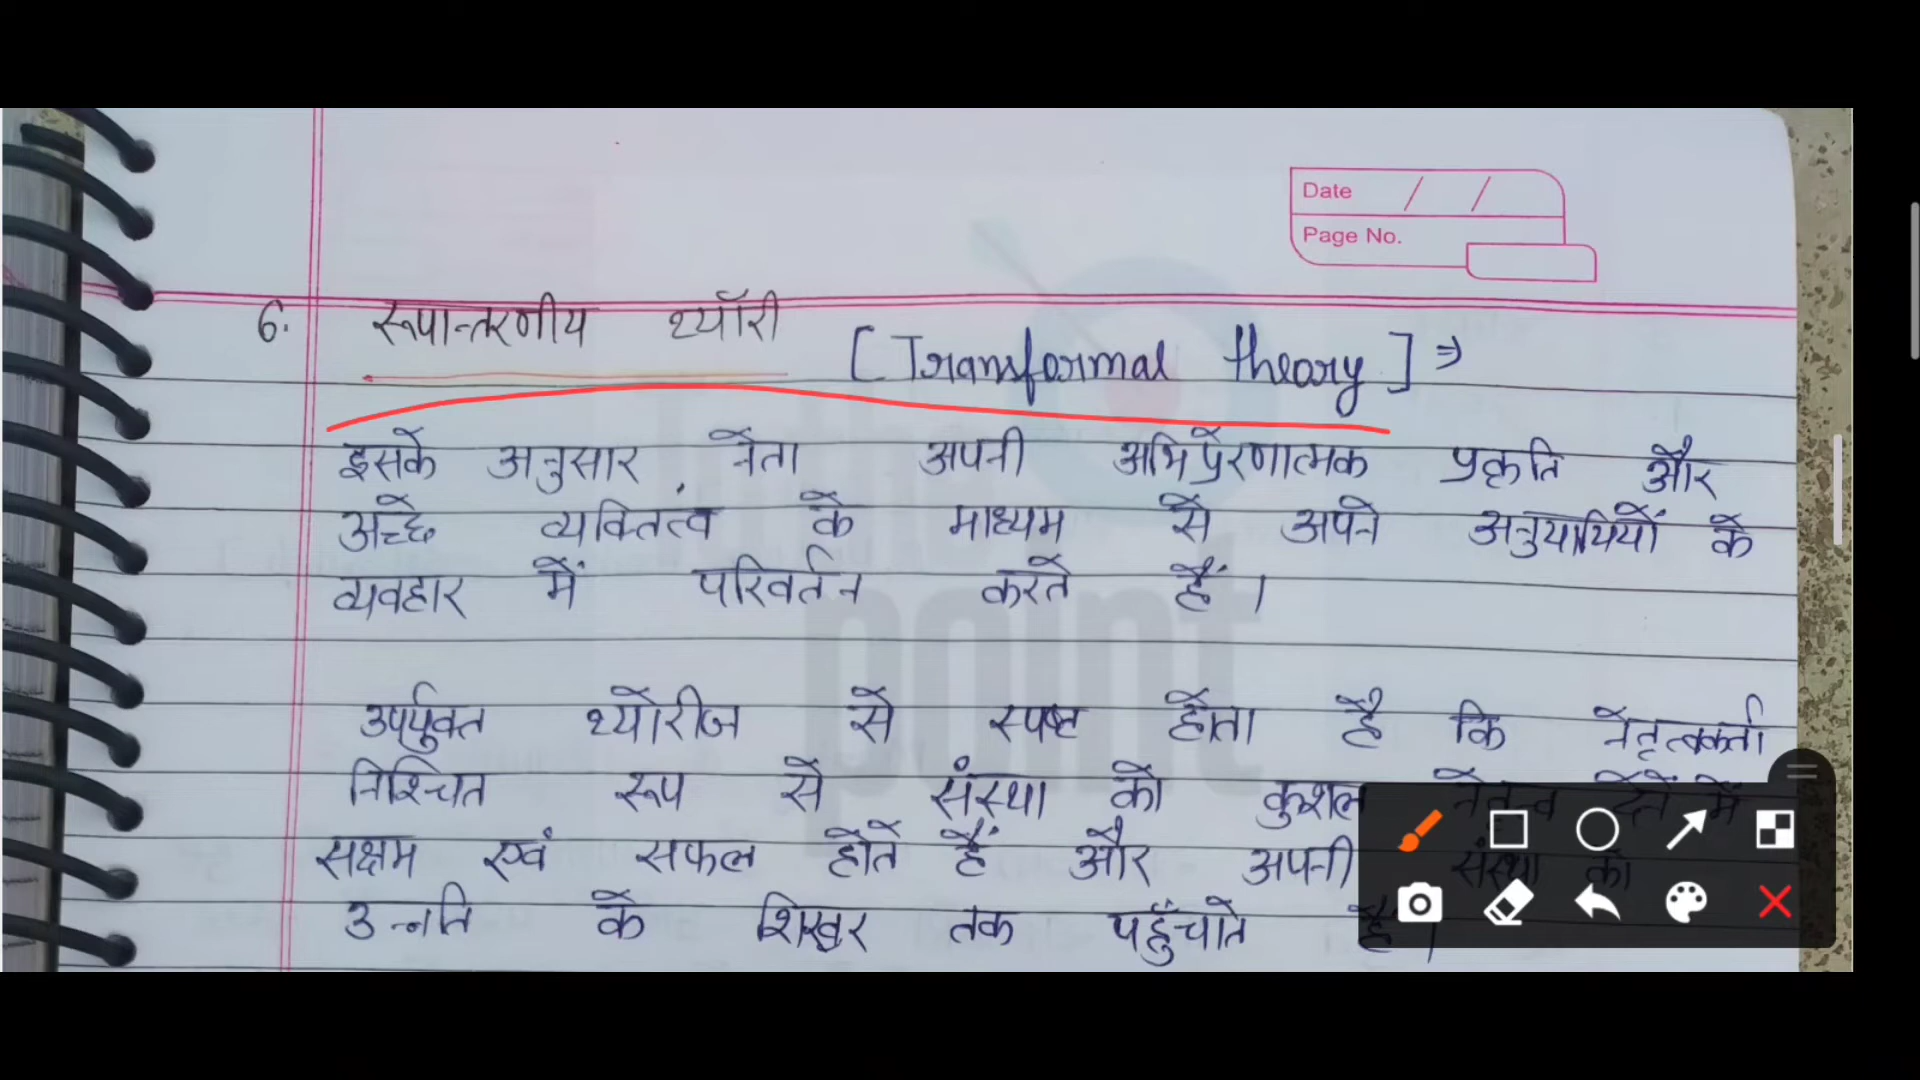 Date / /
Page No.
6. रूपान्तरणीय थ्यॉरी [Transformal theory] ⇒
इसके अनुसार नेता अपनी अभिप्रेरणात्मक प्रकृति और
अच्छे व्यक्तित्व के माध्यम से अपने अनुयायियों के
व्यवहार में परिवर्तन करते हैं।
उपर्युक्त थ्योरीज से स्पष्ट होता है कि नेतृत्वकर्ता
निश्चित रूप से संस्था को कुशल नेतृत्व देने में
सक्षम एवं सफल होते हैं और अपनी संस्था को
उन्नति के शिखर तक पहुँचाते हैं।
point